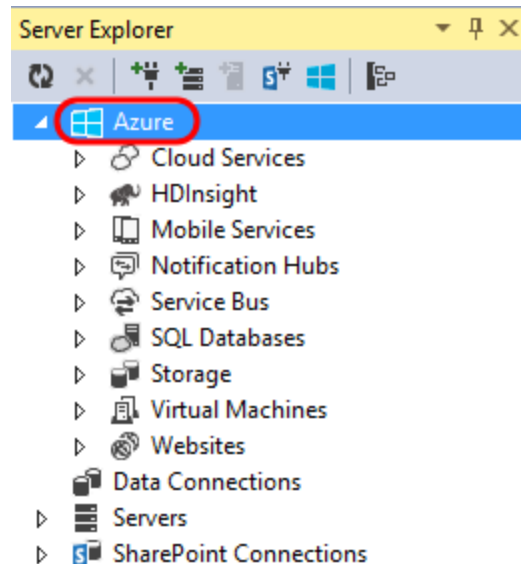 Server Explorer
Azure
Cloud Services
HDInsight
Mobile Services
Notification Hubs
Service Bus
SQL Databases
Storage
Virtual Machines
Websites
Data Connections
Servers
SharePoint Connections